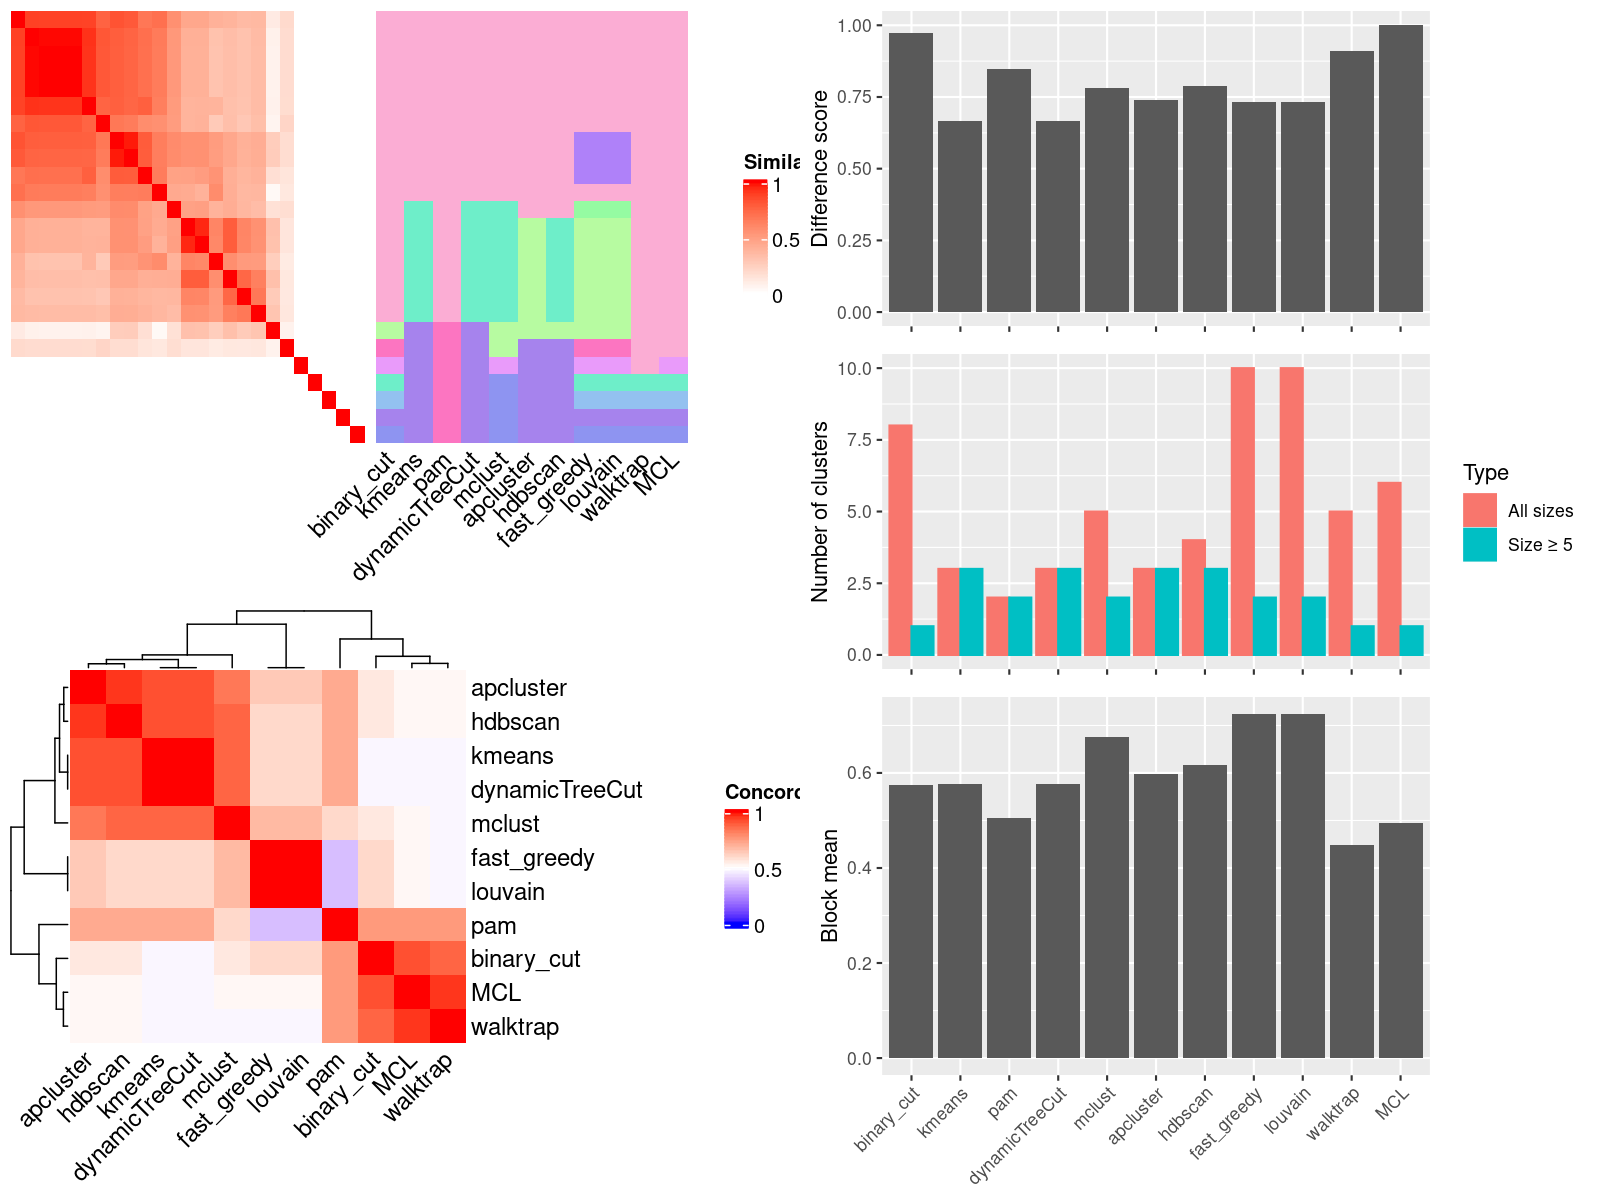 Simila
1
0.5
0
binary_cut
kmeans
pam
dynamicTreeCut
mclust
apcluster
hdbscan
fast_greedy
louvain
walktrap
MCL
apcluster
hdbscan
kmeans
dynamicTreeCut
mclust
fast_greedy
louvain
pam
binary_cut
MCL
walktrap
Concord
1
0.5
0
apcluster
hdbscan
kmeans
dynamicTreeCut
mclust
fast_greedy
louvain
pam
binary_cut
MCL
walktrap
Difference score
1.00
0.75
0.50
0.25
0.00
Number of clusters
10.0
7.5
5.0
2.5
0.0
Type
All sizes
Size ≥ 5
Block mean
0.6
0.4
0.2
0.0
binary_cut
kmeans
pam
dynamicTreeCut
mclust
apcluster
hdbscan
fast_greedy
louvain
walktrap
MCL